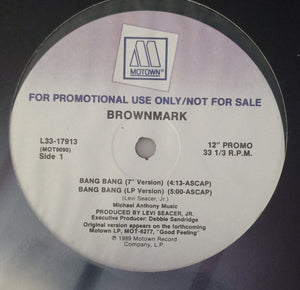 M
MOTOWN
FOR PROMOTIONAL USE ONLY/NOT FOR SALE
BROWNMARK
L33-17913
(MOT8090)
Side 1
12" PROMO
33 1/3 R.P.M.
BANG BANG (7" Version) (4:13-ASCAP)
BANG BANG (LP Version) (5:00-ASCAP)
(Levi Seacer, Jr.)
Michael Anthony Music
PRODUCED BY LEVI SEACER, JR.
Executive Producer: Debbie Sandridge
Original version appears on the forthcoming
Motown LP, MOT-6277, "Good Feeling"
℗ 1989 Motown Record
Company, L.P.